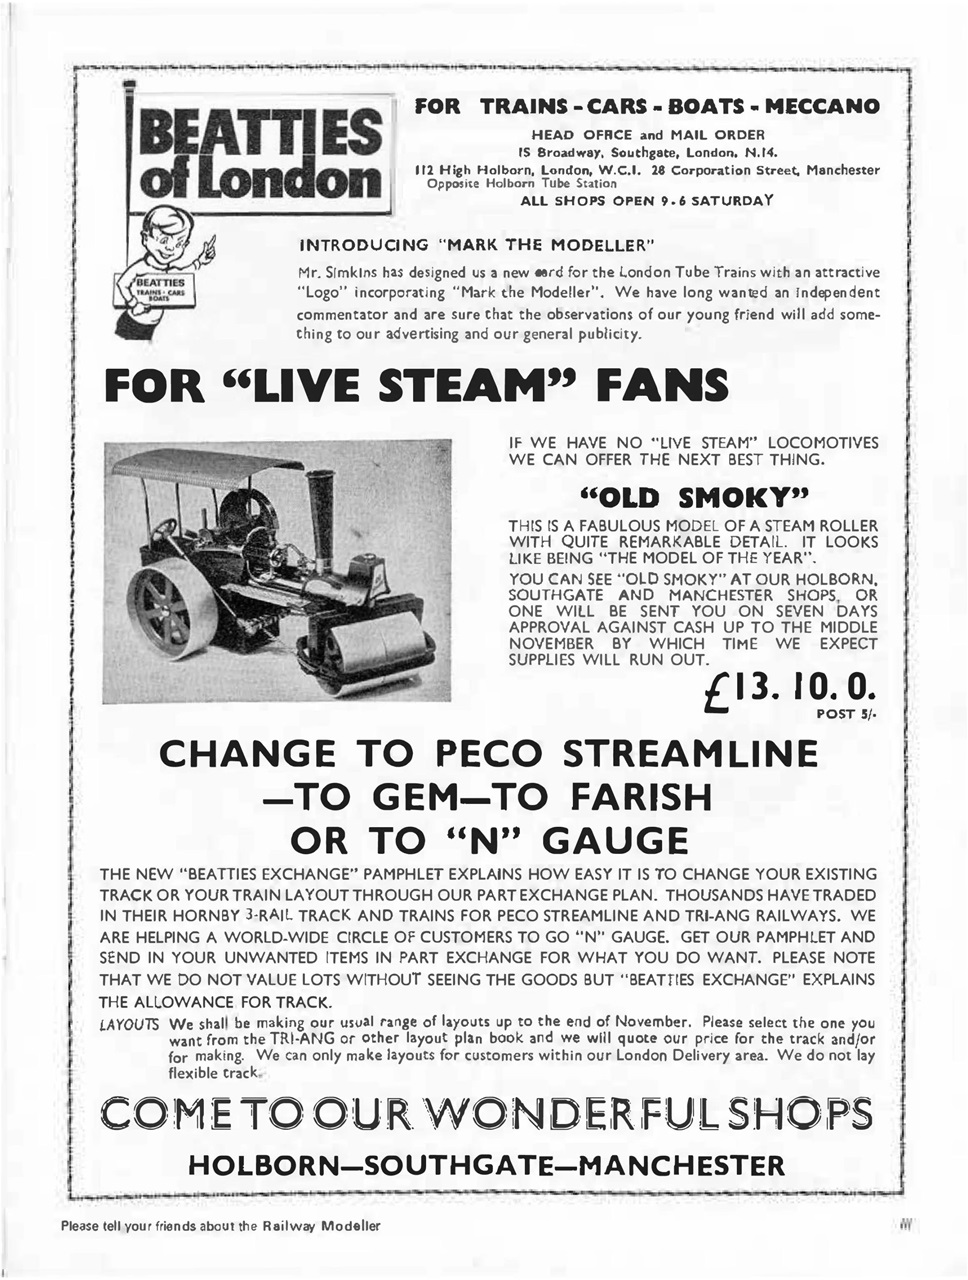 BEATTIES
of London
FOR TRAINS - CARS - BOATS - MECCANO
HEAD OFFICE and MAIL ORDER
15 Broadway, Southgate, London. N.14.
112 High Holborn, London, W.C.1. 28 Corporation Street, Manchester
Opposite Holborn Tube Station
ALL SHOPS OPEN 9-6 SATURDAY
BEATTIES
TRAINS - CARS
BOATS
INTRODUCING "MARK THE MODELLER"
Mr. Simkins has designed us a new card for the London Tube Trains with an attractive
"Logo" incorporating "Mark the Modeller". We have long wanted an independent
commentator and are sure that the observations of our young friend will add some-
thing to our advertising and our general publicity.
FOR "LIVE STEAM" FANS
IF WE HAVE NO "LIVE STEAM" LOCOMOTIVES
WE CAN OFFER THE NEXT BEST THING.
"OLD SMOKY"
THIS IS A FABULOUS MODEL OF A STEAM ROLLER
WITH QUITE REMARKABLE DETAIL. IT LOOKS
LIKE BEING "THE MODEL OF THE YEAR".
YOU CAN SEE "OLD SMOKY" AT OUR HOLBORN,
SOUTHGATE AND MANCHESTER SHOPS, OR
ONE WILL BE SENT YOU ON SEVEN DAYS
APPROVAL AGAINST CASH UP TO THE MIDDLE
NOVEMBER BY WHICH TIME WE EXPECT
SUPPLIES WILL RUN OUT.
£13. 10. 0.
POST 5/-
CHANGE TO PECO STREAMLINE
—TO GEM—TO FARISH
OR TO "N" GAUGE
THE NEW "BEATTIES EXCHANGE" PAMPHLET EXPLAINS HOW EASY IT IS TO CHANGE YOUR EXISTING
TRACK OR YOUR TRAIN LAYOUT THROUGH OUR PART EXCHANGE PLAN. THOUSANDS HAVE TRADED
IN THEIR HORNBY 3-RAIL TRACK AND TRAINS FOR PECO STREAMLINE AND TRI-ANG RAILWAYS. WE
ARE HELPING A WORLD-WIDE CIRCLE OF CUSTOMERS TO GO "N" GAUGE. GET OUR PAMPHLET AND
SEND IN YOUR UNWANTED ITEMS IN PART EXCHANGE FOR WHAT YOU DO WANT. PLEASE NOTE
THAT WE DO NOT VALUE LOTS WITHOUT SEEING THE GOODS BUT "BEATTIES EXCHANGE" EXPLAINS
THE ALLOWANCE FOR TRACK.
LAYOUTS We shall be making our usual range of layouts up to the end of November. Please select the one you
want from the TRI-ANG or other layout plan book and we will quote our price for the track and/or
for making. We can only make layouts for customers within our London Delivery area. We do not lay
flexible track.
COME TO OUR WONDERFUL SHOPS
HOLBORN—SOUTHGATE—MANCHESTER
Please tell your friends about the Railway Modeller